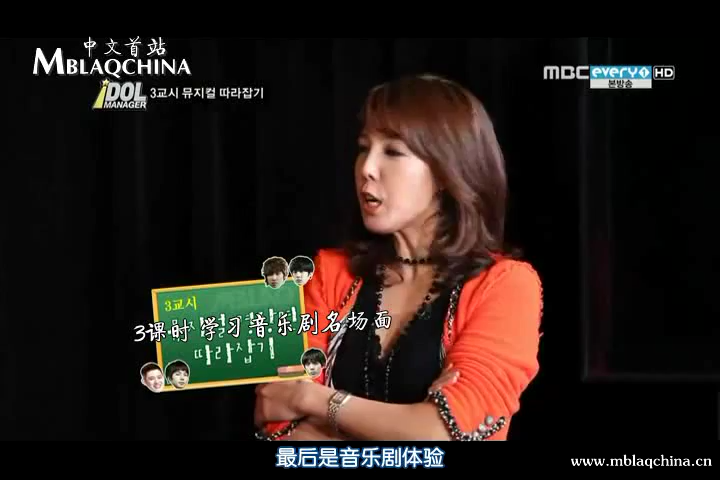 中文首站
MBLAQCHINA
iDOL
MANAGER
3교시 뮤지컬 따라잡기
MBC every1 HD
본방송
3교시
3课时 学习音乐剧名场面
따라잡기
最后是音乐剧体验
www.mblaqchina.cn